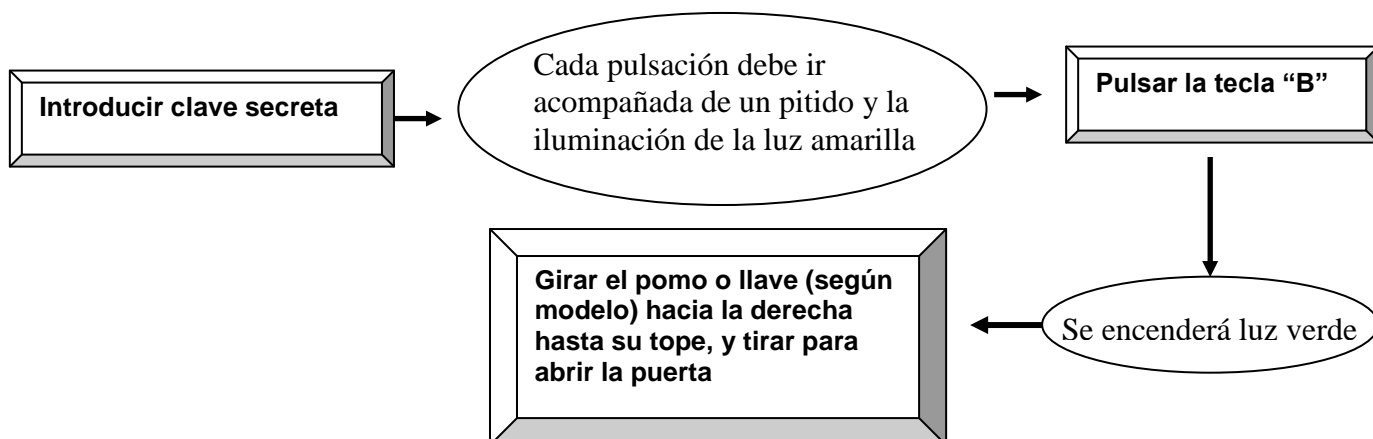 Introducir clave secreta
Cada pulsación debe ir
acompañada de un pitido y la
iluminación de la luz amarilla
Pulsar la tecla “B”
Se encenderá luz verde
Girar el pomo o llave (según
modelo) hacia la derecha
hasta su tope, y tirar para
abrir la puerta